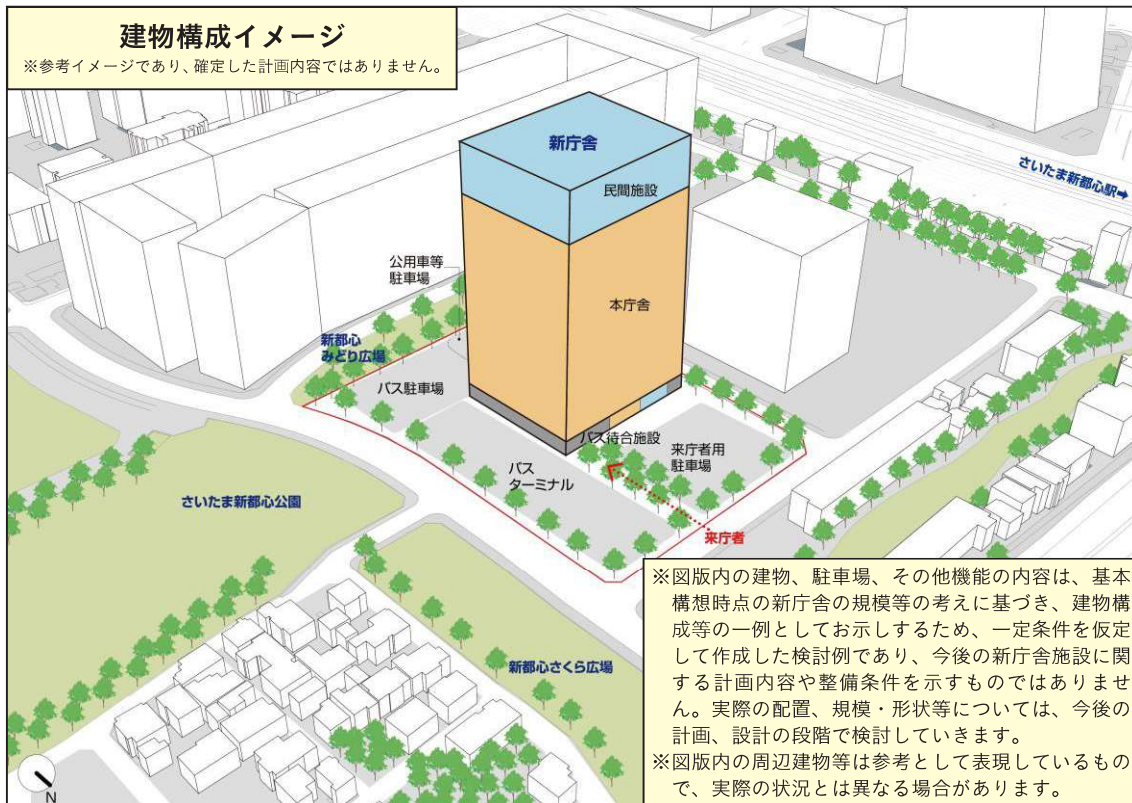 建物構成イメージ
※参考イメージであり、確定した計画内容ではありません。
新庁舎
民間施設
さいたま新都心駅➡
公用車等
駐車場
本庁舎
新都心
みどり広場
バス駐車場
バス待合施設
来庁者用
駐車場
バス
ターミナル
さいたま新都心公園
来庁者
新都心さくら広場
※図版内の建物、駐車場、その他機能の内容は、基本
構想時点の新庁舎の規模等の考えに基づき、建物構
成等の一例としてお示しするため、一定条件を仮定
して作成した検討例であり、今後の新庁舎施設に関
する計画内容や整備条件を示すものではありませ
ん。実際の配置、規模・形状等については、今後の
計画、設計の段階で検討していきます。
※図版内の周辺建物等は参考として表現しているもの
で、実際の状況とは異なる場合があります。
N